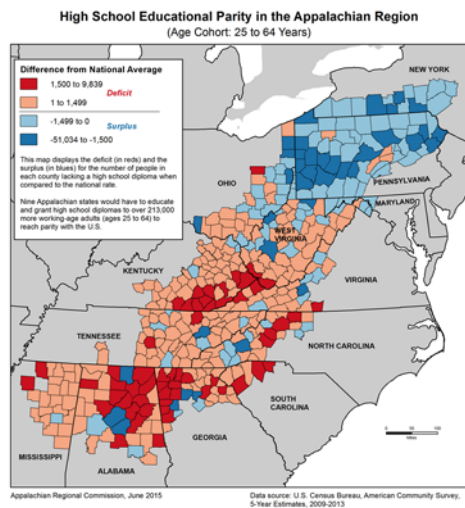 High School Educational Parity in the Appalachian Region
(Age Cohort: 25 to 64 Years)
Difference from National Average
1,500 to 9,839
Deficit
1 to 1,499
-1,499 to 0
Surplus
-51,034 to -1,500
This map displays the deficit (in reds) and the
surplus (in blues) for the number of people in
each county lacking a high school diploma when
compared to the national rate.
Nine Appalachian states would have to educate
and grant high school diplomas to over 213,000
more working-age adults (ages 25 to 64) to
reach parity with the U.S.
NEW YORK
PENNSYLVANIA
OHIO
MARYLAND
WEST
VIRGINIA
KENTUCKY
VIRGINIA
TENNESSEE
NORTH CAROLINA
SOUTH
CAROLINA
GEORGIA
MISSISSIPPI
ALABAMA
0 50 100
Miles
Appalachian Regional Commission, June 2015
Data source: U.S. Census Bureau, American Community Survey,
5-Year Estimates, 2009-2013